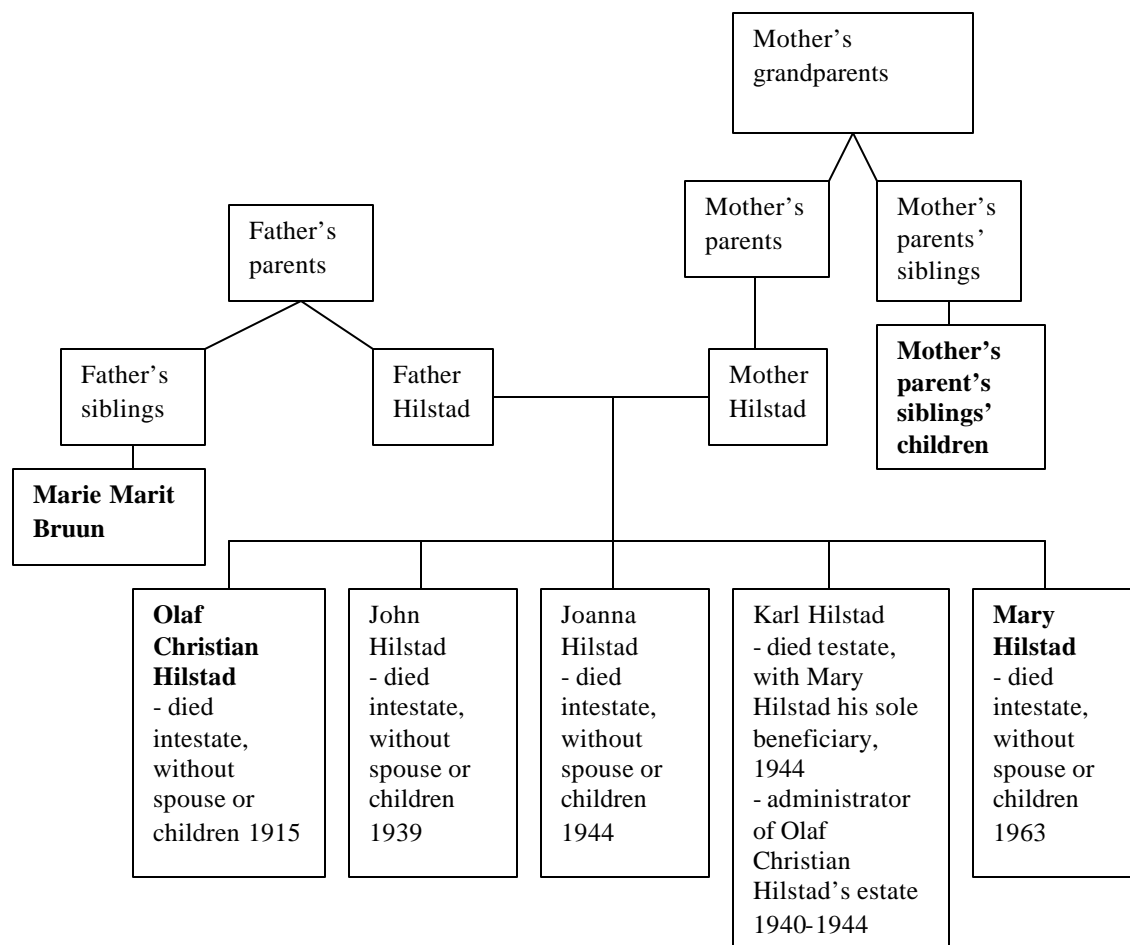 Mother’s
grandparents
Mother’s
parents
Mother’s
parents’
siblings
Father’s
parents
Mother’s
parent’s
siblings’
children
Father’s
siblings
Father
Hilstad
Mother
Hilstad
Marie Marit
Bruun
Olaf
Christian
Hilstad
- died
intestate,
without
spouse or
children 1915
John
Hilstad
- died
intestate,
without
spouse or
children
1939
Joanna
Hilstad
- died
intestate,
without
spouse or
children
1944
Karl Hilstad
- died testate,
with Mary
Hilstad his sole
beneficiary,
1944
- administrator
of Olaf
Christian
Hilstad’s estate
1940-1944
Mary
Hilstad
- died
intestate,
without
spouse or
children
1963